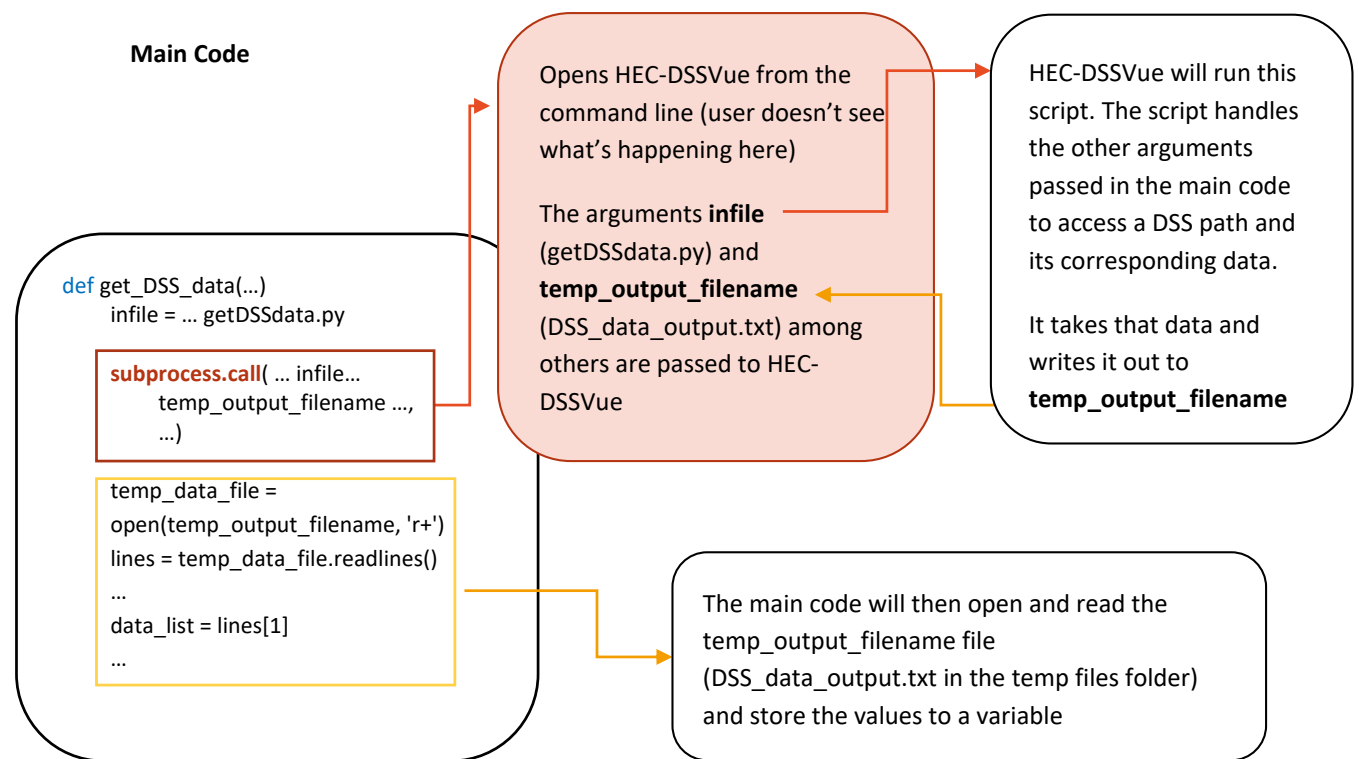 Main Code
def get_DSS_data(...)
infile = ... getDSSdata.py
subprocess.call( ... infile...
temp_output_filename ...,
...)
temp_data_file =
open(temp_output_filename, 'r+')
lines = temp_data_file.readlines()
...
data_list = lines[1]
...
Opens HEC-DSSVue from the
command line (user doesn’t see
what’s happening here)
The arguments infile
(getDSSdata.py) and
temp_output_filename
(DSS_data_output.txt) among
others are passed to HEC-
DSSVue
HEC-DSSVue will run this
script. The script handles
the other arguments
passed in the main code
to access a DSS path and
its corresponding data.
It takes that data and
writes it out to
temp_output_filename
The main code will then open and read the
temp_output_filename file
(DSS_data_output.txt in the temp files folder)
and store the values to a variable